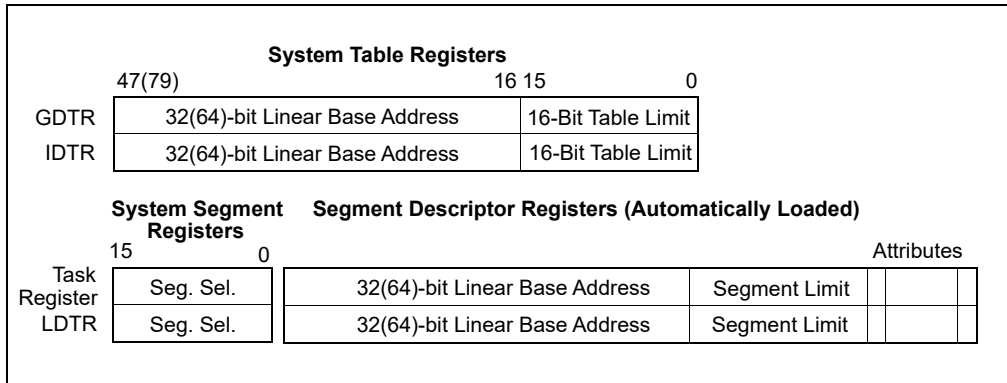 System Table Registers
47(79) 16 15 0
GDTR 32(64)-bit Linear Base Address 16-Bit Table Limit
IDTR 32(64)-bit Linear Base Address 16-Bit Table Limit
System Segment Registers
Segment Descriptor Registers (Automatically Loaded)
15 0
Attributes
Task Register Seg. Sel. 32(64)-bit Linear Base Address Segment Limit
LDTR Seg. Sel. 32(64)-bit Linear Base Address Segment Limit